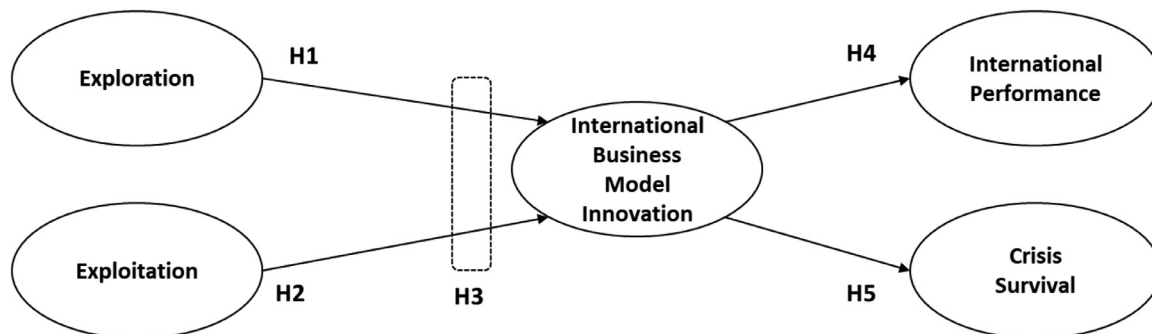 H1
H4
Exploration
International
Performance
International
Business
Model
Innovation
Exploitation
Crisis
Survival
H2
H3
H5